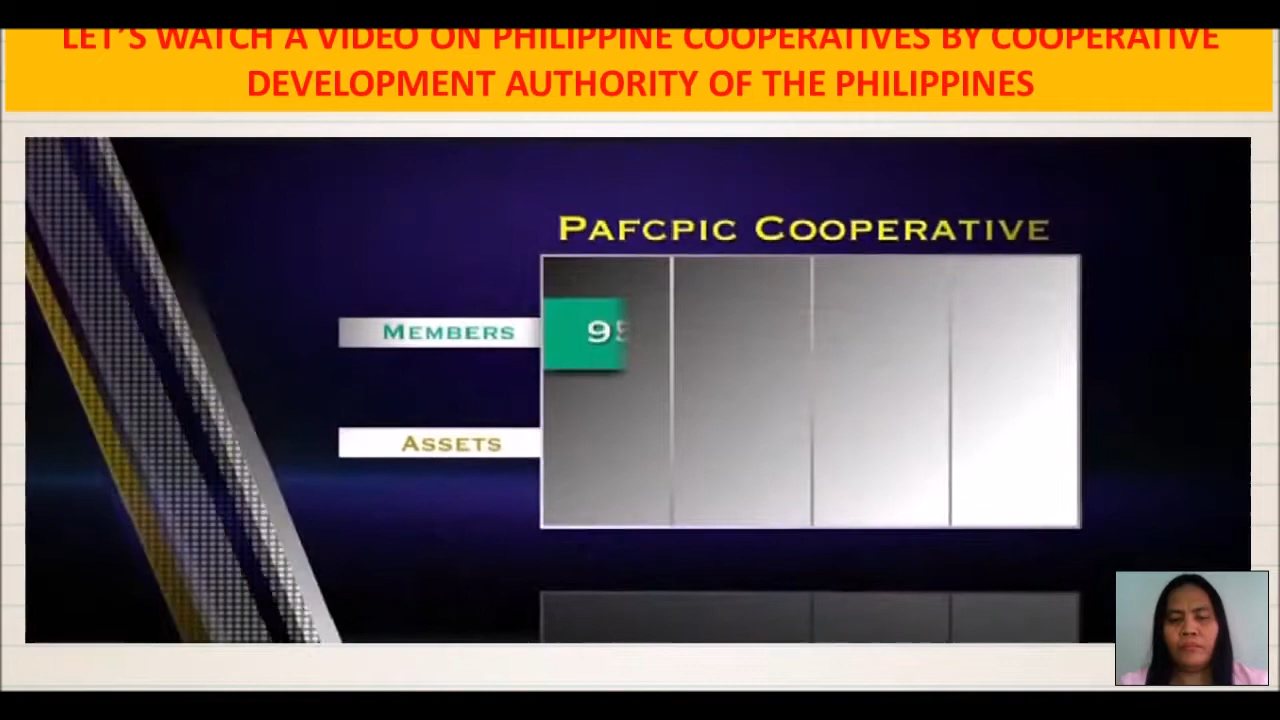 LET'S WATCH A VIDEO ON PHILIPPINE COOPERATIVES BY COOPERATIVE
DEVELOPMENT AUTHORITY OF THE PHILIPPINES
PAFCPIC COOPERATIVE
MEMBERS
ASSETS